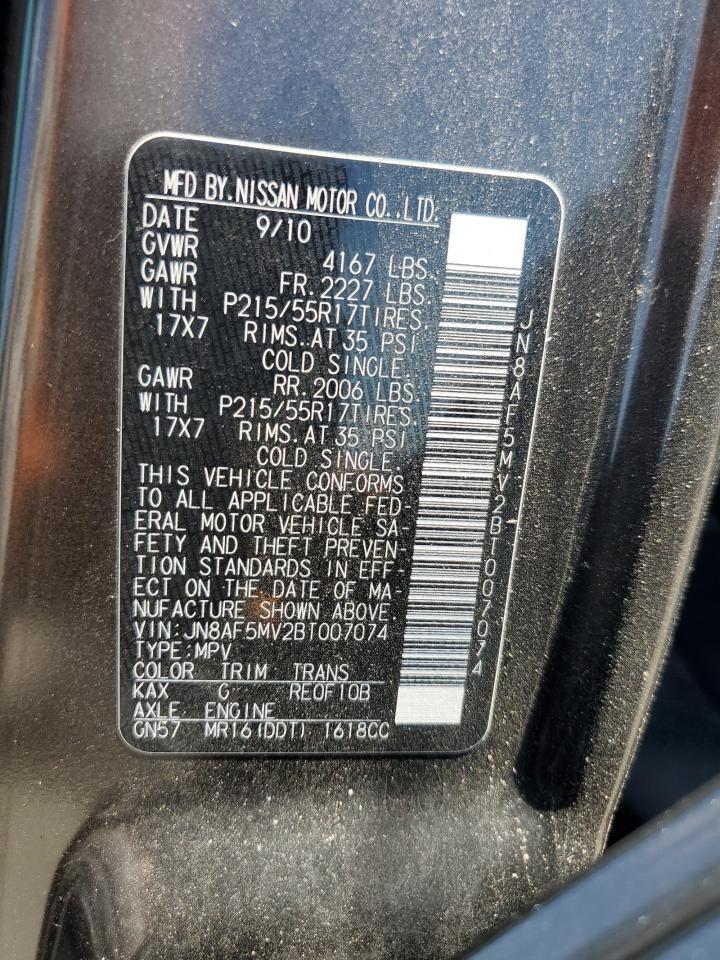 MFD BY.NISSAN MOTOR CO.,LTD.
DATE 9/10
GVWR 4167 LBS.
GAWR FR.2227 LBS.
WITH P215/55R17TIRES.
17X7 RIMS.AT 35 PSI
COLD SINGLE.
GAWR RR.2006 LBS.
WITH P215/55R17TIRES.
17X7 RIMS.AT 35 PSI
COLD SINGLE.
THIS VEHICLE CONFORMS
TO ALL APPLICABLE FED-
ERAL MOTOR VEHICLE SA-
FETY AND THEFT PREVEN-
TION STANDARDS IN EFF-
ECT ON THE DATE OF MA-
NUFACTURE SHOWN ABOVE.
VIN:JN8AF5MV2BT007074
TYPE:MPV
COLOR TRIM TRANS
KAX G RE0F10B
AXLE ENGINE
GN57 MR16(DDT) 1618CC
JN8AF5MV2BT007074